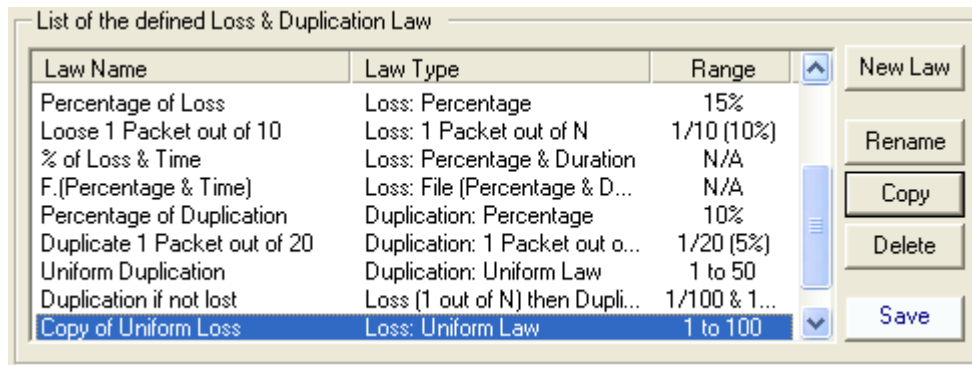 List of the defined Loss & Duplication Law
Law Name Law Type Range
Percentage of Loss Loss: Percentage 15%
Loose 1 Packet out of 10 Loss: 1 Packet out of N 1/10 (10%)
% of Loss & Time Loss: Percentage & Duration N/A
F.(Percentage & Time) Loss: File (Percentage & D... N/A
Percentage of Duplication Duplication: Percentage 10%
Duplicate 1 Packet out of 20 Duplication: 1 Packet out o... 1/20 (5%)
Uniform Duplication Duplication: Uniform Law 1 to 50
Duplication if not lost Loss (1 out of N) then Dupli... 1/100 & 1...
Copy of Uniform Loss Loss: Uniform Law 1 to 100
New Law
Rename
Copy
Delete
Save